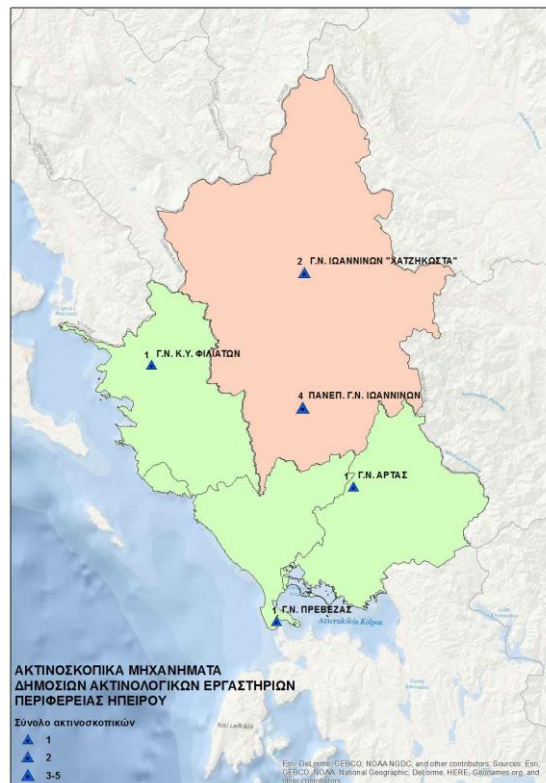 2 Γ.Ν. ΙΩΑΝΝΙΝΩΝ "ΧΑΤΖΗΚΩΣΤΑ"
1 Γ.Ν. Κ.Υ. ΦΙΛΙΑΤΩΝ
4 ΠΑΝΕΠ. Γ.Ν. ΙΩΑΝΝΙΝΩΝ
1 Γ.Ν. ΑΡΤΑΣ
1 Γ.Ν. ΠΡΕΒΕΖΑΣ
Amvrakikós Kolpos
ΑΚΤΙΝΟΣΚΟΠΙΚΑ ΜΗΧΑΝΗΜΑΤΑ
ΔΗΜΟΣΙΩΝ ΑΚΤΙΝΟΛΟΓΙΚΩΝ ΕΡΓΑΣΤΗΡΙΩΝ
ΠΕΡΙΦΕΡΕΙΑΣ ΗΠΕΙΡΟΥ
Σύνολο ακτινοσκοπικών
1
2
3-5
Esri, DeLorme, GEBCO, NOAA NGDC, and other contributors, Sources: Esri,
GEBCO, NOAA, National Geographic, DeLorme, HERE, Geonames.org, and
other contributors